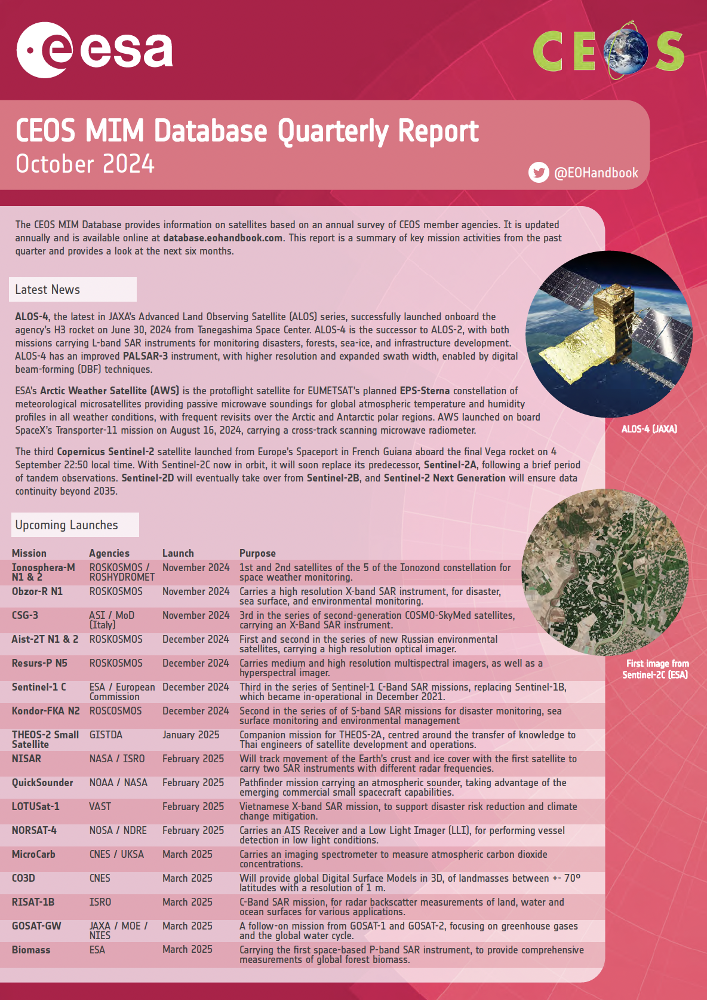 esa
CEOS
CEOS MIM Database Quarterly Report
October 2024
@EOHandbook
The CEOS MIM Database provides information on satellites based on an annual survey of CEOS member agencies. It is updated
annually and is available online at database.eohandbook.com. This report is a summary of key mission activities from the past
quarter and provides a look at the next six months.
Latest News
ALOS-4, the latest in JAXA's Advanced Land Observing Satellite (ALOS) series, successfully launched onboard the
agency's H3 rocket on June 30, 2024 from Tanegashima Space Center. ALOS-4 is the successor to ALOS-2, with both
missions carrying L-band SAR instruments for monitoring disasters, forests, sea-ice, and infrastructure development.
ALOS-4 has an improved PALSAR-3 instrument, with higher resolution and expanded swath width, enabled by digital
beam-forming (DBF) techniques.
ESA's Arctic Weather Satellite (AWS) is the protoflight satellite for EUMETSAT's planned EPS-Sterna constellation of
meteorological microsatellites providing passive microwave soundings for global atmospheric temperature and humidity
profiles in all weather conditions, with frequent revisits over the Arctic and Antarctic polar regions. AWS launched on board
SpaceX's Transporter-11 mission on August 16, 2024, carrying a cross-track scanning microwave radiometer.
ALOS-4 (JAXA)
The third Copernicus Sentinel-2 satellite launched from Europe's Spaceport in French Guiana aboard the final Vega rocket on 4
September 22:50 local time. With Sentinel-2C now in orbit, it will soon replace its predecessor, Sentinel-2A, following a brief period
of tandem observations. Sentinel-2D will eventually take over from Sentinel-2B, and Sentinel-2 Next Generation will ensure data
continuity beyond 2035.
Upcoming Launches
Mission Agencies Launch Purpose
Ionosphera-M ROSKOSMOS / November 2024 1st and 2nd satellites of the 5 of the Ionozond constellation for
N1 & 2 ROSHYDROMET space weather monitoring.
Obzor-R N1 ROSKOSMOS November 2024 Carries a high resolution X-band SAR instrument, for disaster,
sea surface, and environmental monitoring.
CSG-3 ASI / MoD November 2024 3rd in the series of second-generation COSMO-SkyMed satellites,
(Italy) carrying an X-Band SAR instrument.
Aist-2T N1 & 2 ROSKOSMOS December 2024 First and second in the series of new Russian environmental
satellites, carrying a high resolution optical imager.
Resurs-P N5 ROSKOSMOS December 2024 Carries medium and high resolution multispectral imagers, as well as a
hyperspectral imager.
First image from
Sentinel-2C (ESA)
Sentinel-1 C ESA / European December 2024 Third in the series of Sentinel-1 C-Band SAR missions, replacing Sentinel-1B,
Commission which became in-operational in December 2021.
Kondor-FKA N2 ROSCOSMOS December 2024 Second in the series of of S-band SAR missions for disaster monitoring, sea
surface monitoring and environmental management
THEOS-2 Small GISTDA January 2025 Companion mission for THEOS-2A, centred around the transfer of knowledge to
Satellite Thai engineers of satellite development and operations.
NISAR NASA / ISRO February 2025 Will track movement of the Earth's crust and ice cover with the first satellite to
carry two SAR instruments with different radar frequencies.
QuickSounder NOAA / NASA February 2025 Pathfinder mission carrying an atmospheric sounder, taking advantage of the
emerging commercial small spacecraft capabilities.
LOTUSat-1 VAST February 2025 Vietnamese X-band SAR mission, to support disaster risk reduction and climate
change mitigation.
NORSAT-4 NOSA / NDRE February 2025 Carries an AIS Receiver and a Low Light Imager (LLI), for performing vessel
detection in low light conditions.
MicroCarb CNES / UKSA March 2025 Carries an imaging spectrometer to measure atmospheric carbon dioxide
concentrations.
CO3D CNES March 2025 Will provide global Digital Surface Models in 3D, of landmasses between +- 70º
latitudes with a resolution of 1 m.
RISAT-1B ISRO March 2025 C-Band SAR mission, for radar backscatter measurements of land, water and
ocean surfaces for various applications.
GOSAT-GW JAXA / MOE / March 2025 A follow-on mission from GOSAT-1 and GOSAT-2, focusing on greenhouse gases
NIES and the global water cycle.
Biomass ESA March 2025 Carrying the first space-based P-band SAR instrument, to provide comprehensive
measurements of global forest biomass.